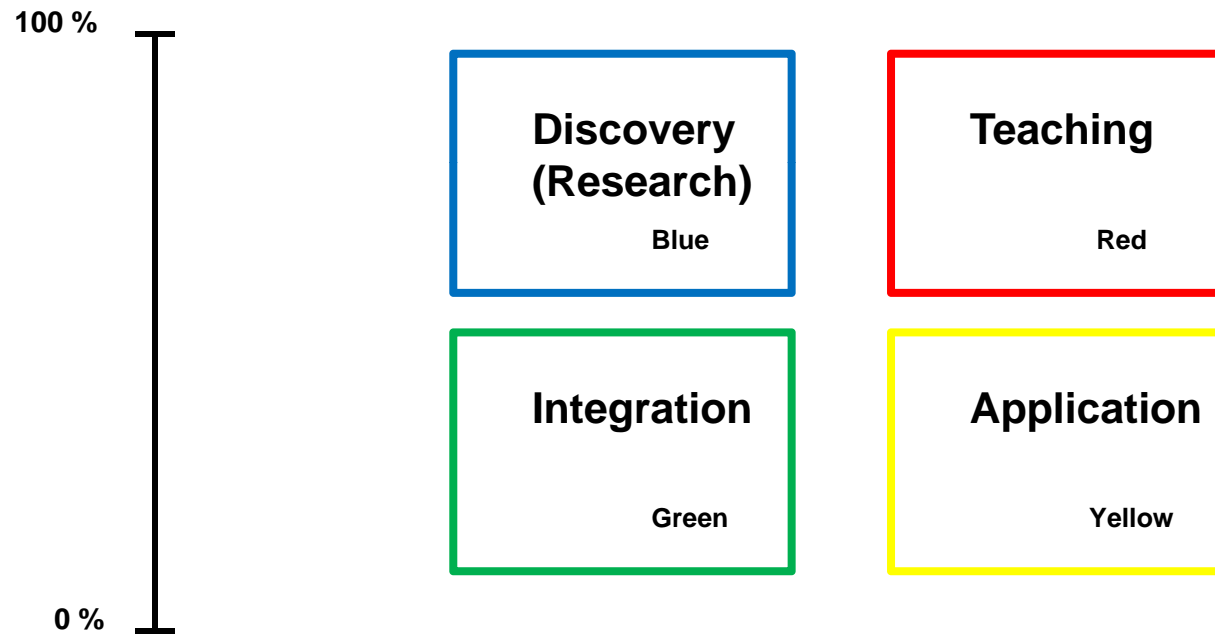 100 %
Discovery
(Research)
Blue
Teaching
Red
Integration
Green
Application
Yellow
0 %